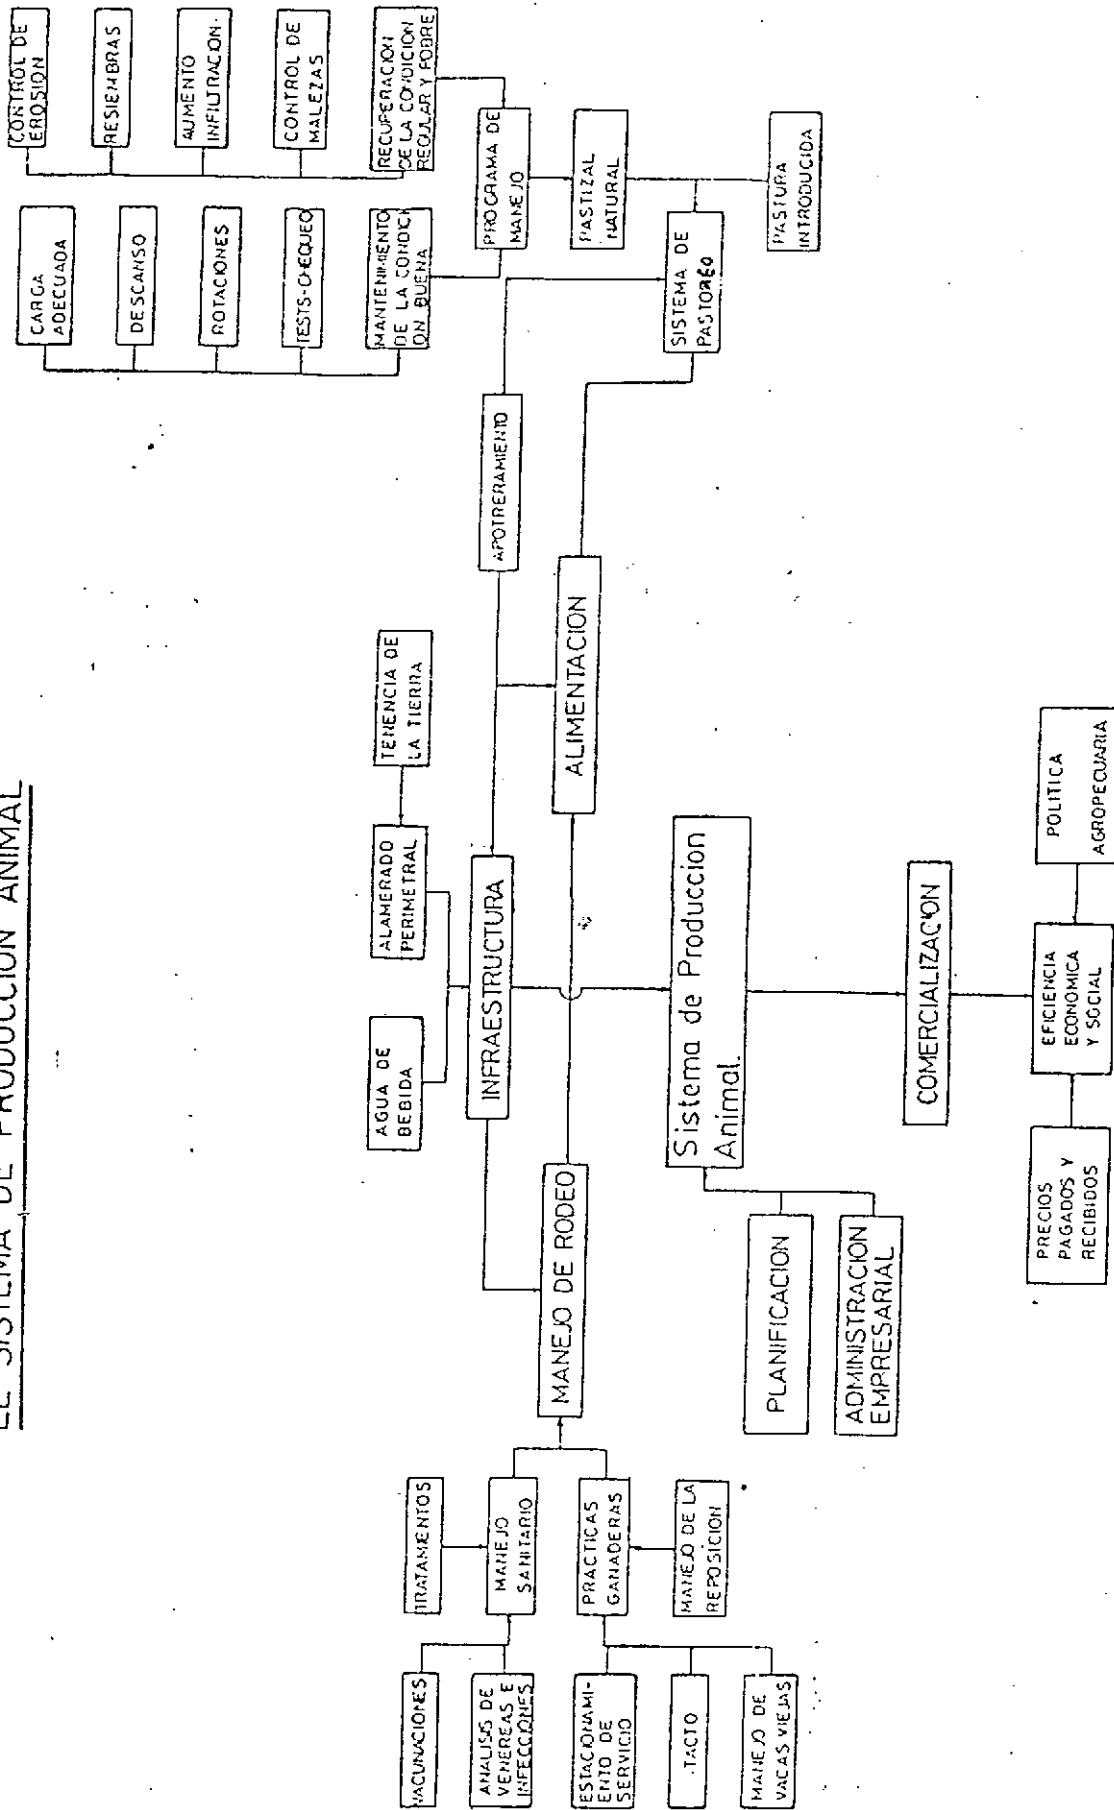 EL SISTEMA DE PRODUCCION ANIMAL
VACUNACIONES
ANALISIS DE
VENEREAS E
INFECCIONES
ESTACIONAMI-
ENTO DE
SERVICIO
TACTO
MANEJO DE
VACAS VIEJAS
TRATAMENTOS
MANEJO
SANITARIO
PRACTICAS
GANADERAS
MANEJO DE LA
REPOSICION
MANEJO DE RODEO
PLANIFICACION
ADMINISTRACION
EMPRESARIAL
AGUA DE
BEBIDA
ALAMERADO
PERIMETRAL
TENENCIA DE
LA TIERRA
INFRAESTRUCTURA
ALIMENTACION
Sistema de Produccion
Animal.
COMERCIALIZACION
PRECIOS
PAGADOS Y
RECIBIDOS
EFICIENCIA
ECONOMICA
Y SOCIAL
POLITICA
AGROPECUARIA
APOTRERAMIENTO
CARGA
ADECUADA
DESCANSO
ROTACIONES
TESTS-CHEQUEO
MANTENIMIENTO
DE LA CONDICI
ON BUENA
CONTROL DE
EROSION
RESIEMBRAS
AUMENTO
INFILTRACION.
CONTROL DE
MALEZAS
RECUPERACION
DE LA CONDICION
REGULAR Y POBRE
PROGRAMA DE
MANEJO
PASTIZAL
NATURAL
SISTEMA DE
PASTOREO
PASTURA
INTRODUCIDA